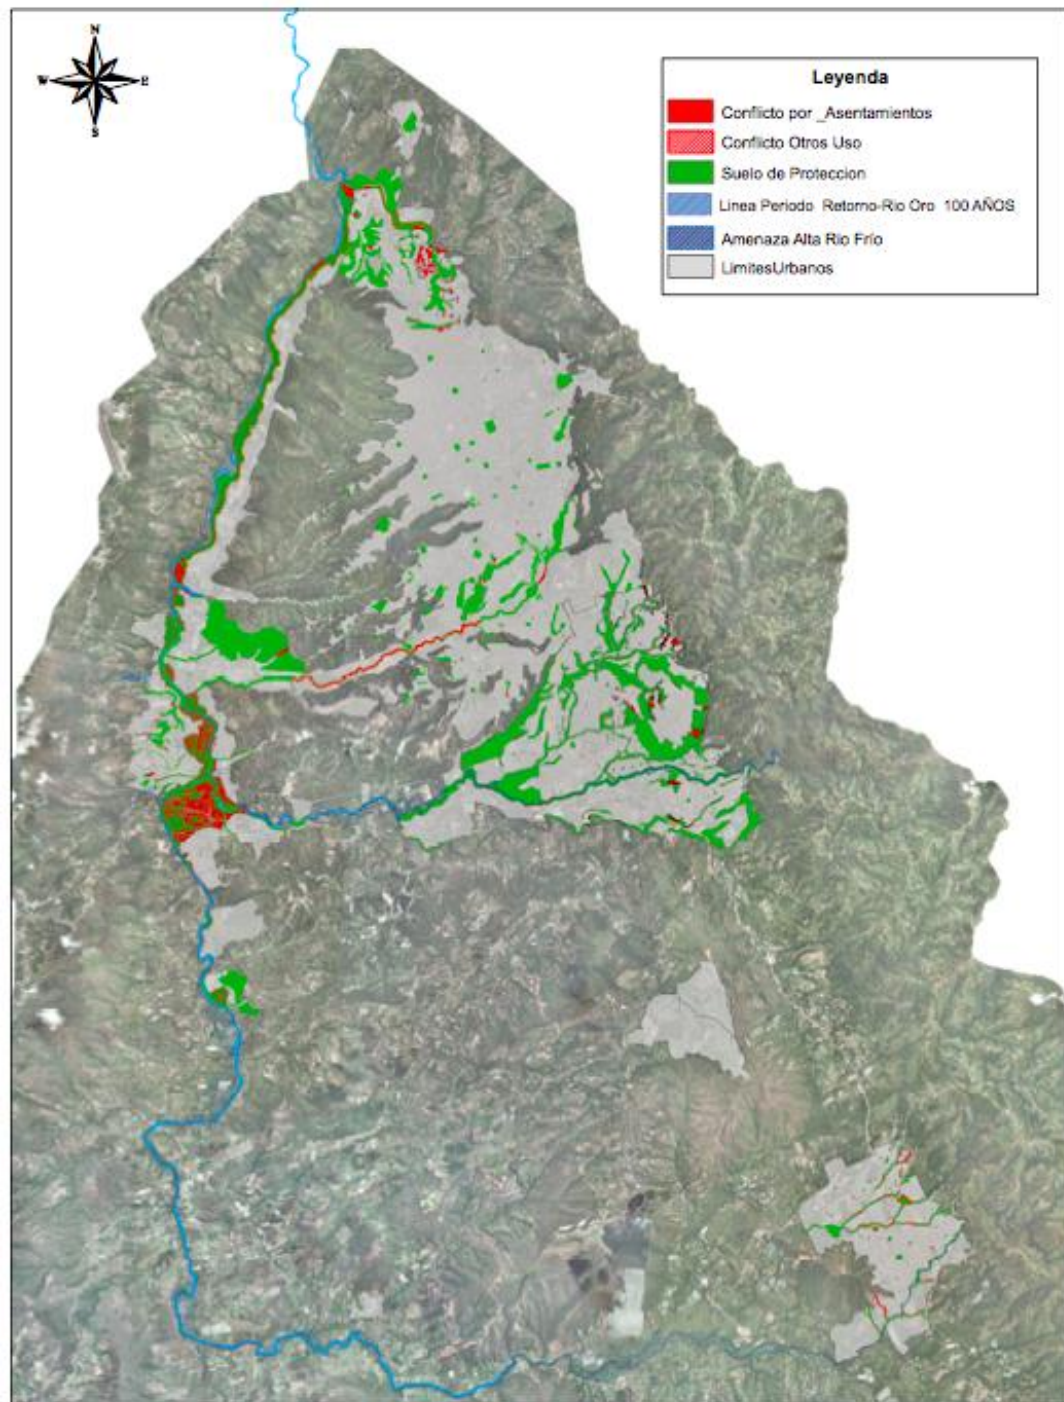 N
W E
S
Leyenda
Conflicto por _Asentamientos
Conflicto Otros Uso
Suelo de Proteccion
Linea Periodo Retorno-Rio Oro 100 AÑOS
Amenaza Alta Rio Frío
LimitesUrbanos